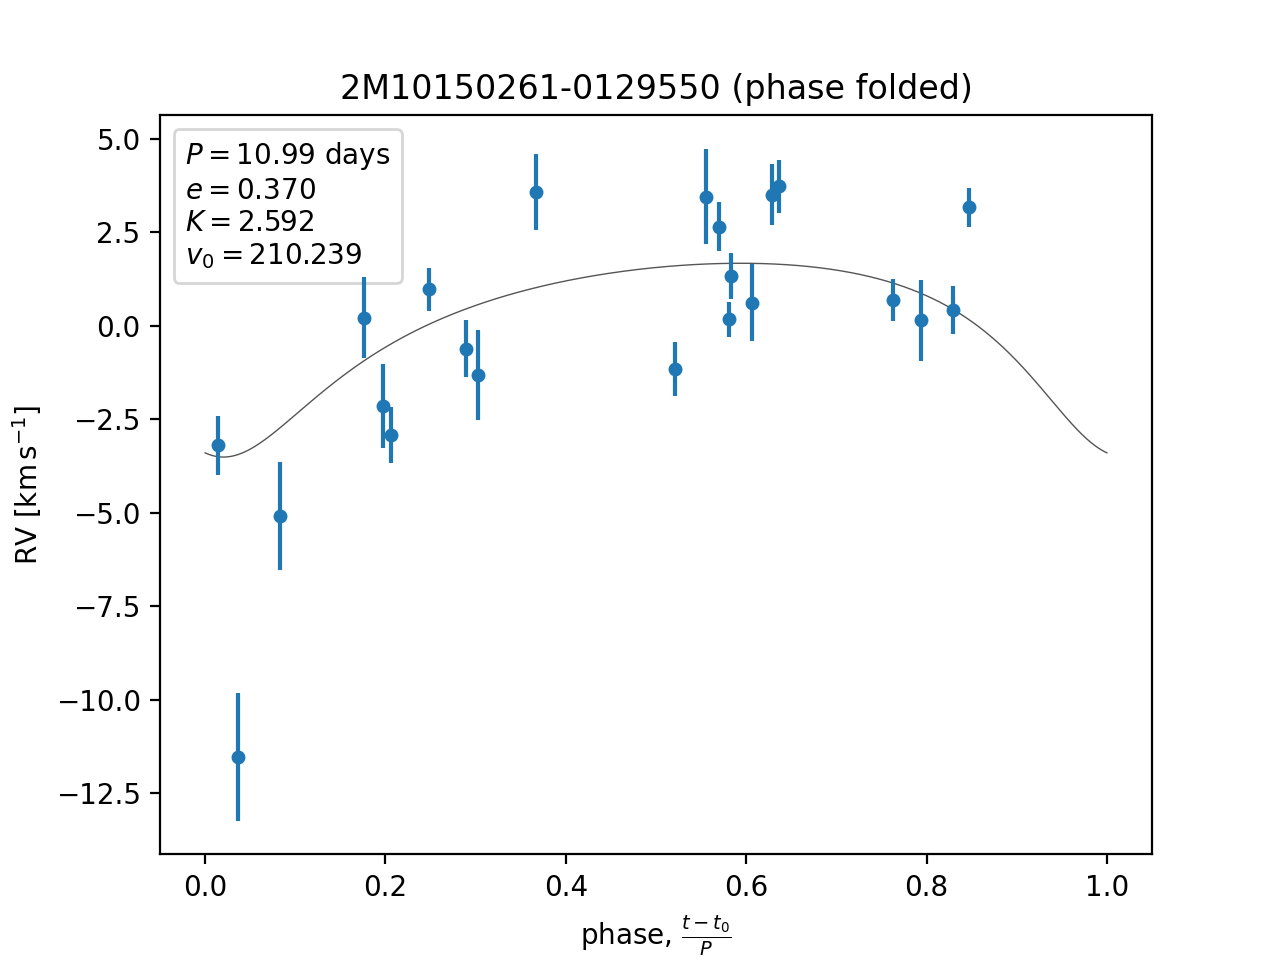 2M10150261-0129550 (phase folded)
P = 10.99 days
e = 0.370
K = 2.592
v₀ = 210.239
5.0
2.5
0.0
−2.5
−5.0
−7.5
−10.0
−12.5
RV [km s⁻¹]
0.0 0.2 0.4 0.6 0.8 1.0
phase, (t − t₀)/P